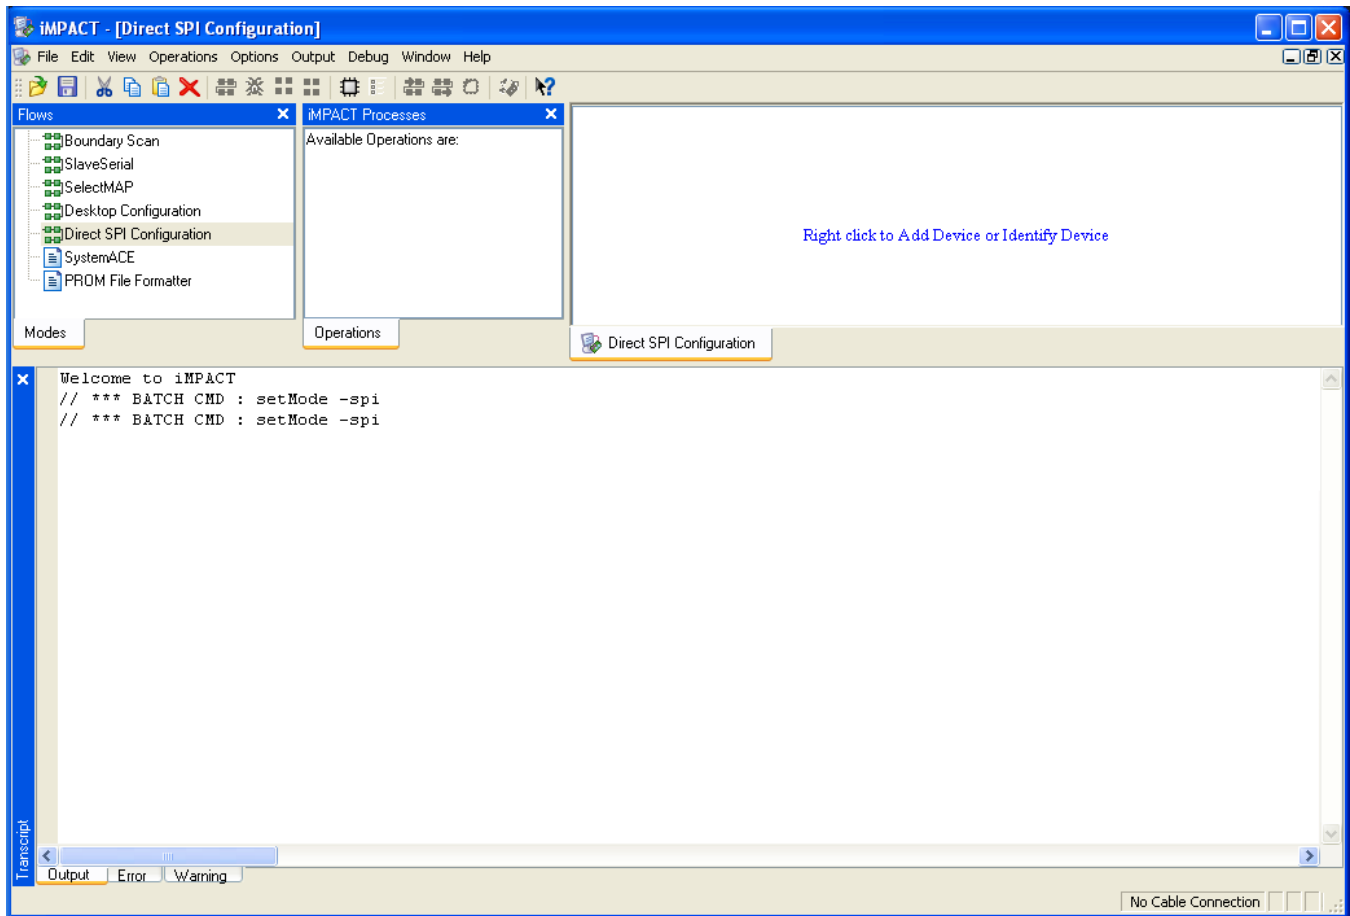 iMPACT - [Direct SPI Configuration]
File Edit View Operations Options Output Debug Window Help
Flows
Boundary Scan
SlaveSerial
SelectMAP
Desktop Configuration
Direct SPI Configuration
SystemACE
PROM File Formatter
Modes
iMPACT Processes
Available Operations are:
Operations
Right click to Add Device or Identify Device
Direct SPI Configuration
Welcome to iMPACT
// *** BATCH CMD : setMode -spi
// *** BATCH CMD : setMode -spi
Transcript
Output Error Warning
No Cable Connection